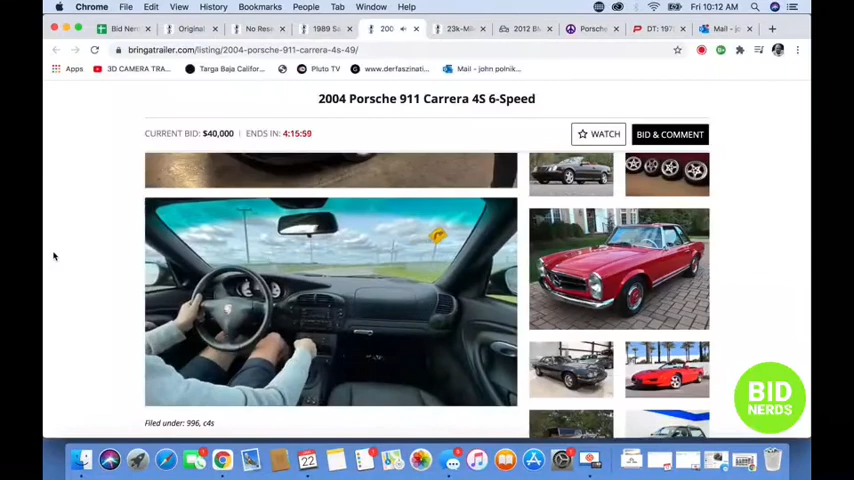 Chrome File Edit View History Bookmarks People Tab Window Help Fri 10:12 AM
Bid Nerd Original No Rese 1989 Sa 200 23k-Mil 2012 BM Porsche DT: 197 Mail - jo
bringatrailer.com/listing/2004-porsche-911-carrera-4s-49/
Apps 3D CAMERA TRA... Targa Baja Califor... Pluto TV www.derfaszinati... Mail – john polnik...
2004 Porsche 911 Carrera 4S 6-Speed
CURRENT BID: $40,000 ENDS IN: 4:15:59 WATCH BID & COMMENT
Filed under: 996, c4s
BID
NERDS
22